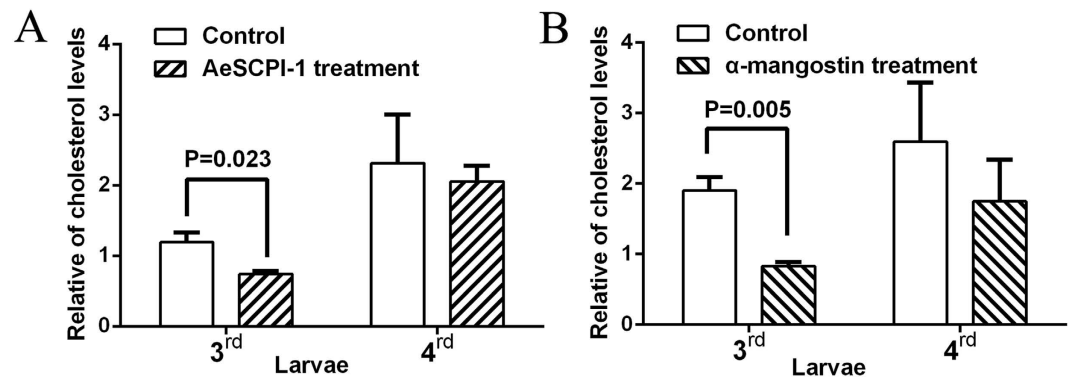 A
Control
AeSCPI-1 treatment
Relative of cholesterol levels
4
3
2
1
0
P=0.023
3rd
4rd
Larvae
B
Control
α-mangostin treatment
Relative of cholesterol levels
4
3
2
1
0
P=0.005
3rd
4rd
Larvae